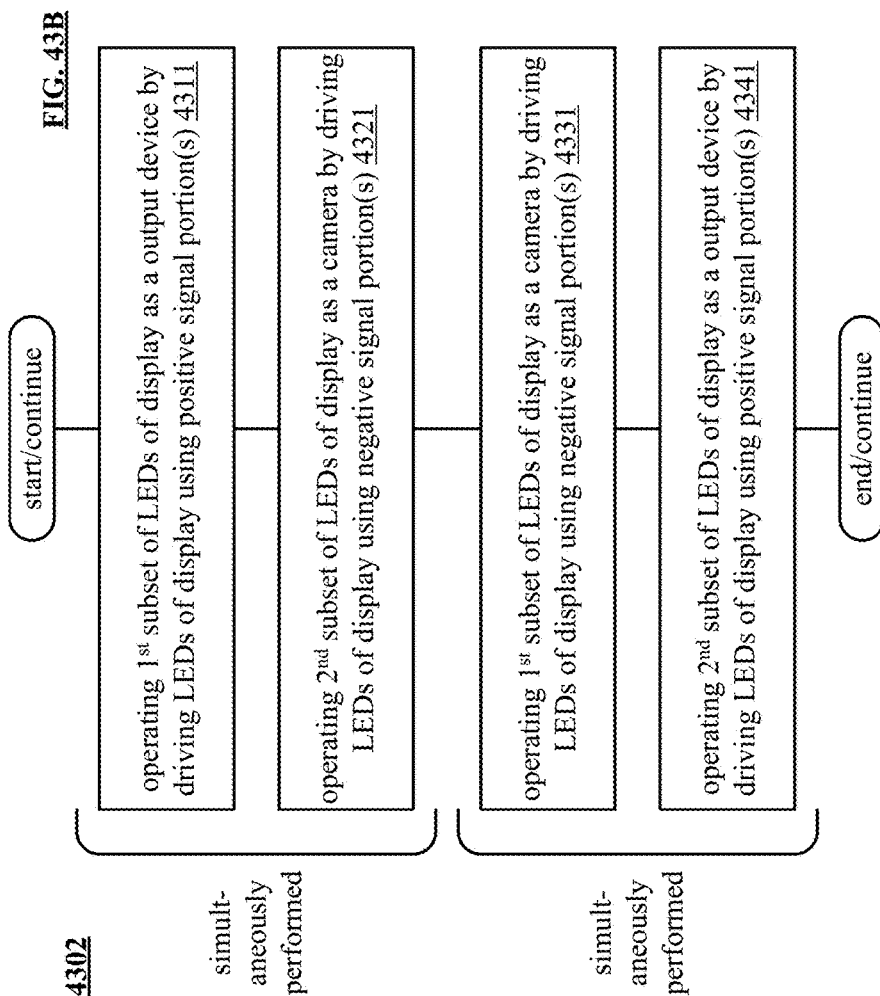 FIG. 43B
4302
start/continue
operating 1st subset of LEDs of display as a output device by
driving LEDs of display using positive signal portion(s) 4311
operating 2nd subset of LEDs of display as a camera by driving
LEDs of display using negative signal portion(s) 4321
simult-
aneously
performed
operating 1st subset of LEDs of display as a camera by driving
LEDs of display using negative signal portion(s) 4331
operating 2nd subset of LEDs of display as a output device by
driving LEDs of display using positive signal portion(s) 4341
simult-
aneously
performed
end/continue